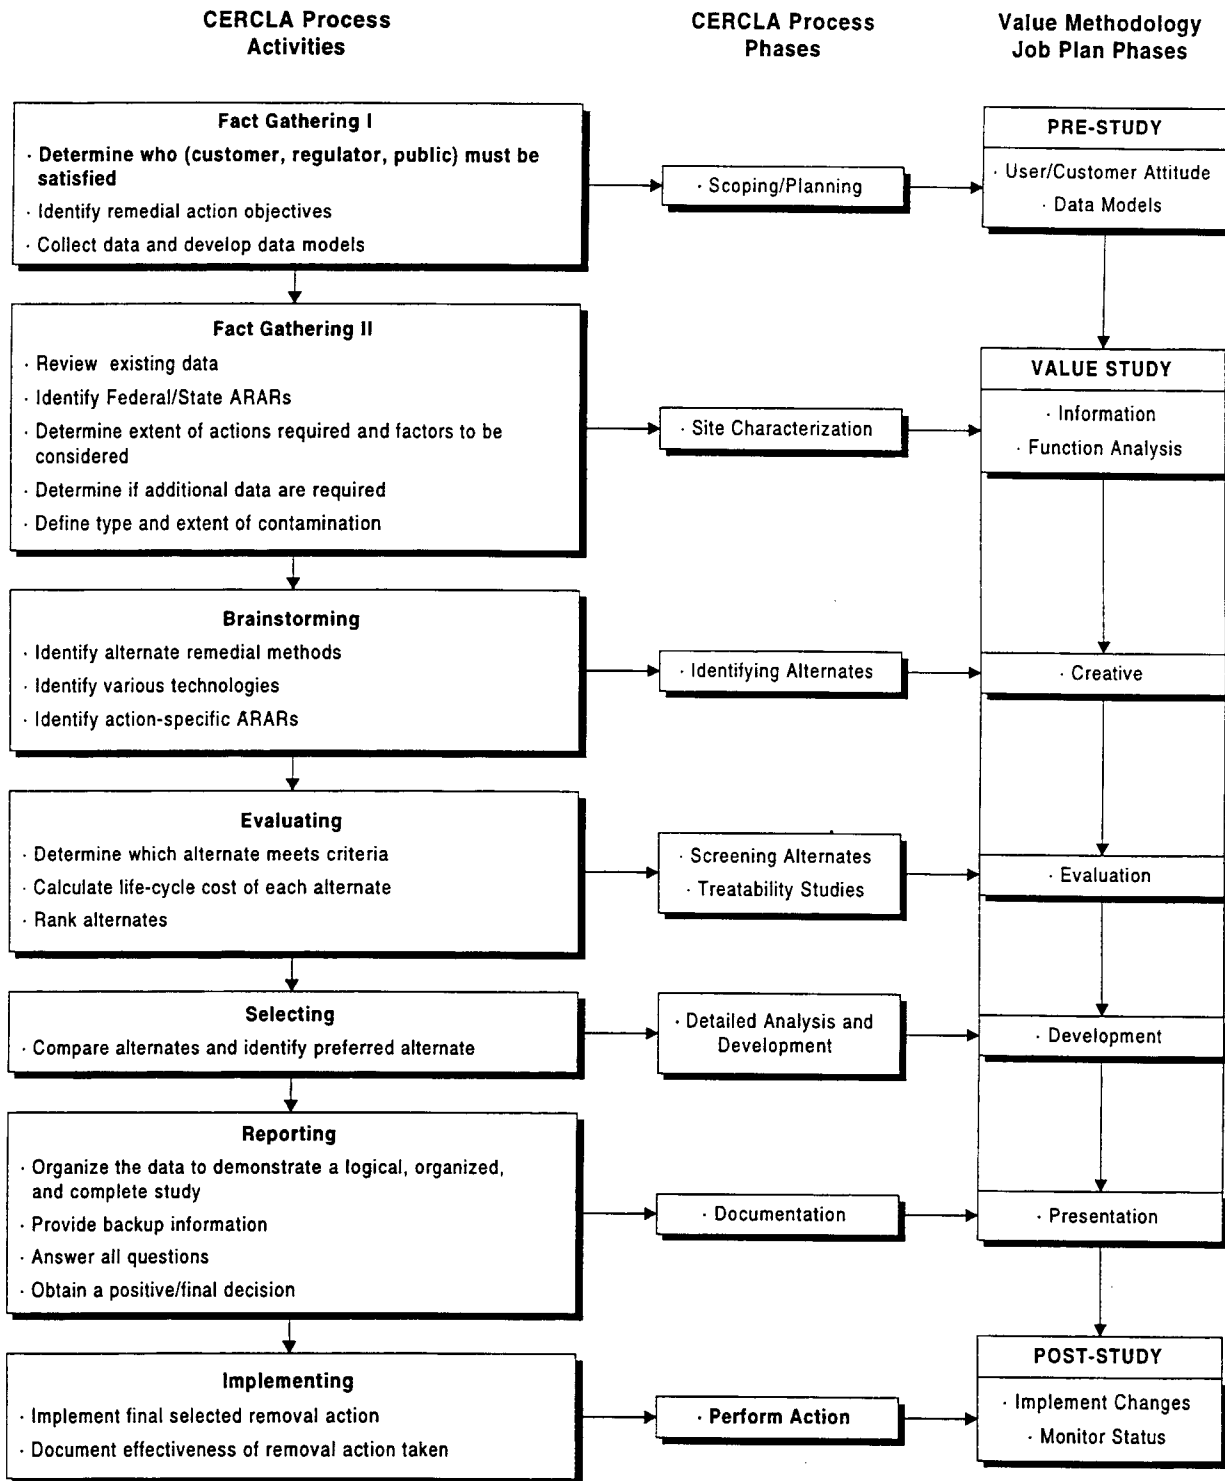 CERCLA Process
Activities
CERCLA Process
Phases
Value Methodology
Job Plan Phases
Fact Gathering I
· Determine who (customer, regulator, public) must be
satisfied
· Identify remedial action objectives
· Collect data and develop data models
· Scoping/Planning
PRE-STUDY
· User/Customer Attitude
· Data Models
Fact Gathering II
· Review existing data
· Identify Federal/State ARARs
· Determine extent of actions required and factors to be
considered
· Determine if additional data are required
· Define type and extent of contamination
· Site Characterization
VALUE STUDY
· Information
· Function Analysis
Brainstorming
· Identify alternate remedial methods
· Identify various technologies
· Identify action-specific ARARs
· Identifying Alternates
· Creative
Evaluating
· Determine which alternate meets criteria
· Calculate life-cycle cost of each alternate
· Rank alternates
· Screening Alternates
· Treatability Studies
· Evaluation
Selecting
· Compare alternates and identify preferred alternate
· Detailed Analysis and
Development
· Development
Reporting
· Organize the data to demonstrate a logical, organized,
and complete study
· Provide backup information
· Answer all questions
· Obtain a positive/final decision
· Documentation
· Presentation
Implementing
· Implement final selected removal action
· Document effectiveness of removal action taken
· Perform Action
POST-STUDY
· Implement Changes
· Monitor Status